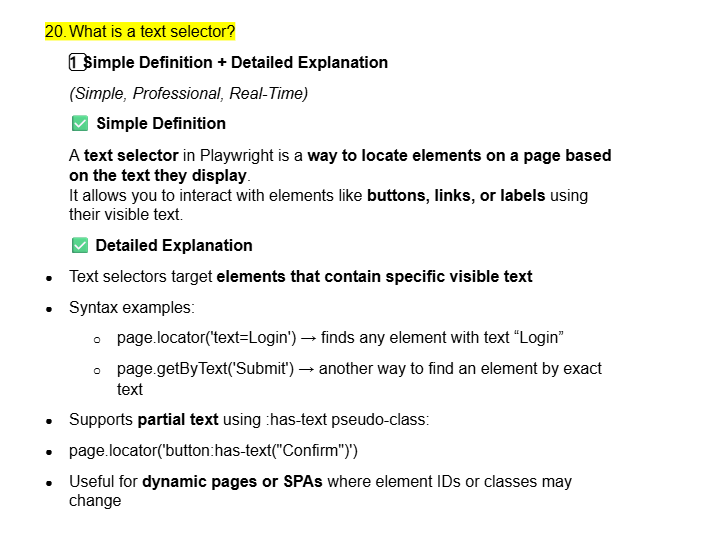 20. What is a text selector?
1 Simple Definition + Detailed Explanation
(Simple, Professional, Real-Time)
✅ Simple Definition
A text selector in Playwright is a way to locate elements on a page based
on the text they display.
It allows you to interact with elements like buttons, links, or labels using
their visible text.
✅ Detailed Explanation
• Text selectors target elements that contain specific visible text
• Syntax examples:
o page.locator('text=Login') → finds any element with text “Login”
o page.getByText('Submit') → another way to find an element by exact
text
• Supports partial text using :has-text pseudo-class:
• page.locator('button:has-text("Confirm")')
• Useful for dynamic pages or SPAs where element IDs or classes may
change